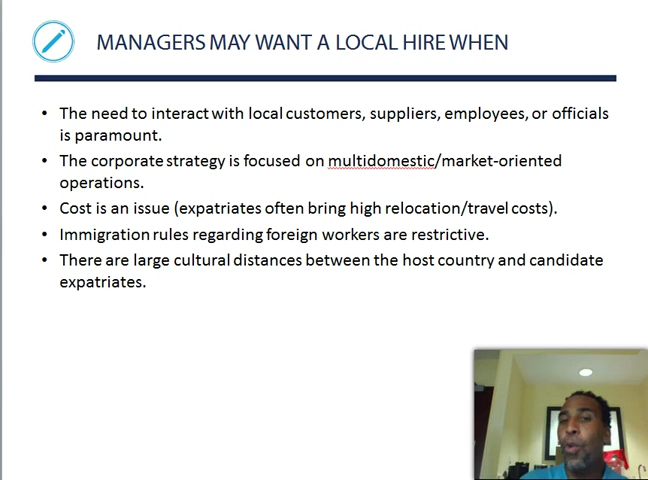 MANAGERS MAY WANT A LOCAL HIRE WHEN
• The need to interact with local customers, suppliers, employees, or officials
is paramount.
• The corporate strategy is focused on multidomestic/market-oriented
operations.
• Cost is an issue (expatriates often bring high relocation/travel costs).
• Immigration rules regarding foreign workers are restrictive.
• There are large cultural distances between the host country and candidate
expatriates.